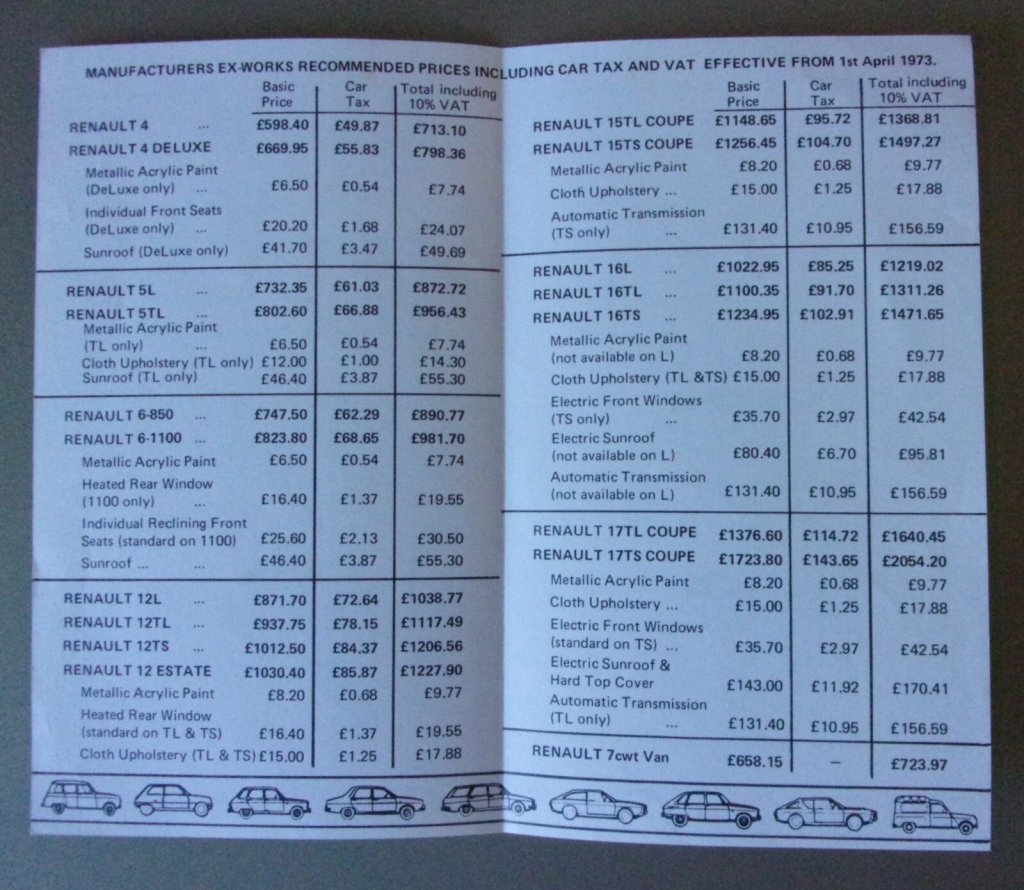 MANUFACTURERS EX-WORKS RECOMMENDED PRICES INCLUDING CAR TAX AND VAT EFFECTIVE FROM 1st April 1973.
Basic Price Car Tax Total including 10% VAT
RENAULT 4 ... £598.40 £49.87 £713.10
RENAULT 4 DELUXE £669.95 £55.83 £798.36
Metallic Acrylic Paint
(DeLuxe only) ... £6.50 £0.54 £7.74
Individual Front Seats
(DeLuxe only) ... £20.20 £1.68 £24.07
Sunroof (DeLuxe only) £41.70 £3.47 £49.69
RENAULT 5L ... £732.35 £61.03 £872.72
RENAULT 5TL ... £802.60 £66.88 £956.43
Metallic Acrylic Paint
(TL only) ... £6.50 £0.54 £7.74
Cloth Upholstery (TL only) £12.00 £1.00 £14.30
Sunroof (TL only) £46.40 £3.87 £55.30
RENAULT 6-850 ... £747.50 £62.29 £890.77
RENAULT 6-1100 ... £823.80 £68.65 £981.70
Metallic Acrylic Paint £6.50 £0.54 £7.74
Heated Rear Window
(1100 only) ... £16.40 £1.37 £19.55
Individual Reclining Front
Seats (standard on 1100) £25.60 £2.13 £30.50
Sunroof ... ... £46.40 £3.87 £55.30
RENAULT 12L ... £871.70 £72.64 £1038.77
RENAULT 12TL ... £937.75 £78.15 £1117.49
RENAULT 12TS ... £1012.50 £84.37 £1206.56
RENAULT 12 ESTATE £1030.40 £85.87 £1227.90
Metallic Acrylic Paint £8.20 £0.68 £9.77
Heated Rear Window
(standard on TL & TS) £16.40 £1.37 £19.55
Cloth Upholstery (TL & TS) £15.00 £1.25 £17.88
Basic Price Car Tax Total including 10% VAT
RENAULT 15TL COUPE £1148.65 £95.72 £1368.81
RENAULT 15TS COUPE £1256.45 £104.70 £1497.27
Metallic Acrylic Paint £8.20 £0.68 £9.77
Cloth Upholstery ... £15.00 £1.25 £17.88
Automatic Transmission
(TS only) ... £131.40 £10.95 £156.59
RENAULT 16L ... £1022.95 £85.25 £1219.02
RENAULT 16TL ... £1100.35 £91.70 £1311.26
RENAULT 16TS ... £1234.95 £102.91 £1471.65
Metallic Acrylic Paint
(not available on L) £8.20 £0.68 £9.77
Cloth Upholstery (TL &TS) £15.00 £1.25 £17.88
Electric Front Windows
(TS only) ... £35.70 £2.97 £42.54
Electric Sunroof
(not available on L) £80.40 £6.70 £95.81
Automatic Transmission
(not available on L) £131.40 £10.95 £156.59
RENAULT 17TL COUPE £1376.60 £114.72 £1640.45
RENAULT 17TS COUPE £1723.80 £143.65 £2054.20
Metallic Acrylic Paint £8.20 £0.68 £9.77
Cloth Upholstery ... £15.00 £1.25 £17.88
Electric Front Windows
(standard on TS) ... £35.70 £2.97 £42.54
Electric Sunroof &
Hard Top Cover £143.00 £11.92 £170.41
Automatic Transmission
(TL only) ... £131.40 £10.95 £156.59
RENAULT 7cwt Van £658.15 — £723.97